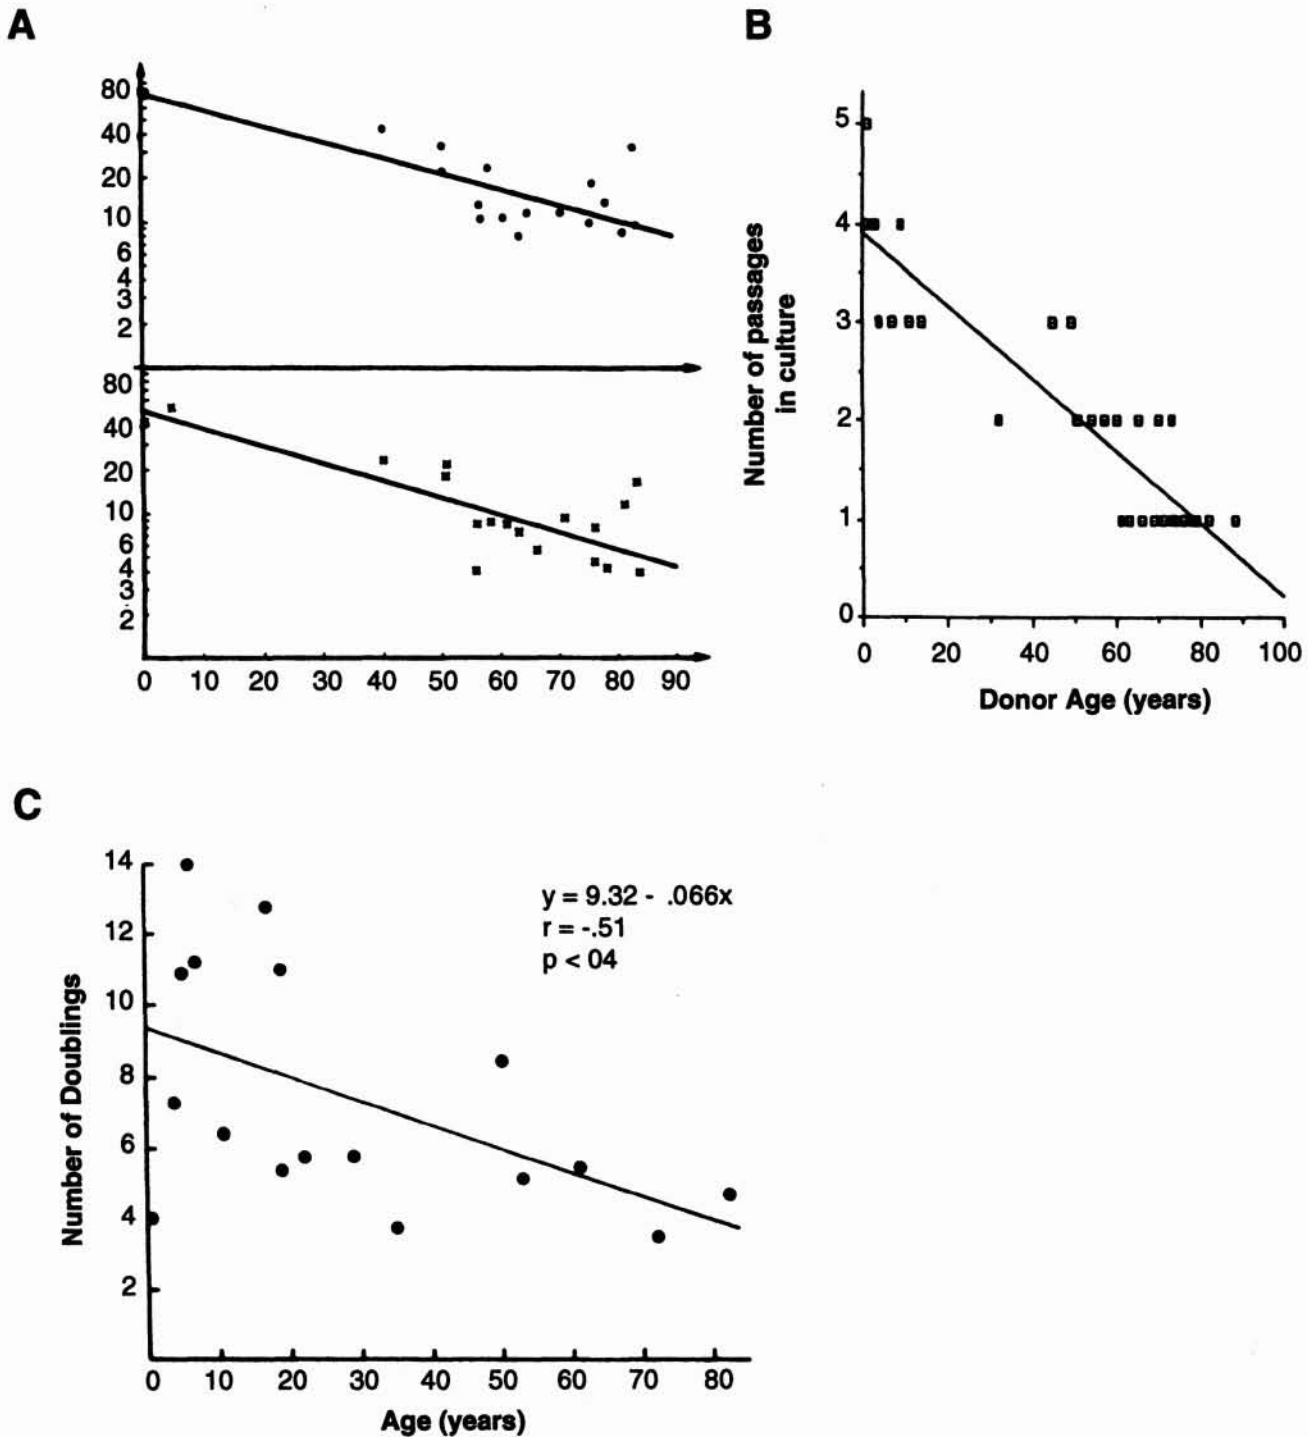 A
80
40
20
10
6
4
3
2
80
40
20
10
6
4
3
2
0 10 20 30 40 50 60 70 80 90
B
Number of passages
in culture
5
4
3
2
1
0
0 20 40 60 80 100
Donor Age (years)
C
Number of Doublings
14
12
10
8
6
4
2
y = 9.32 - .066x
r = -.51
p < 04
0 10 20 30 40 50 60 70 80
Age (years)